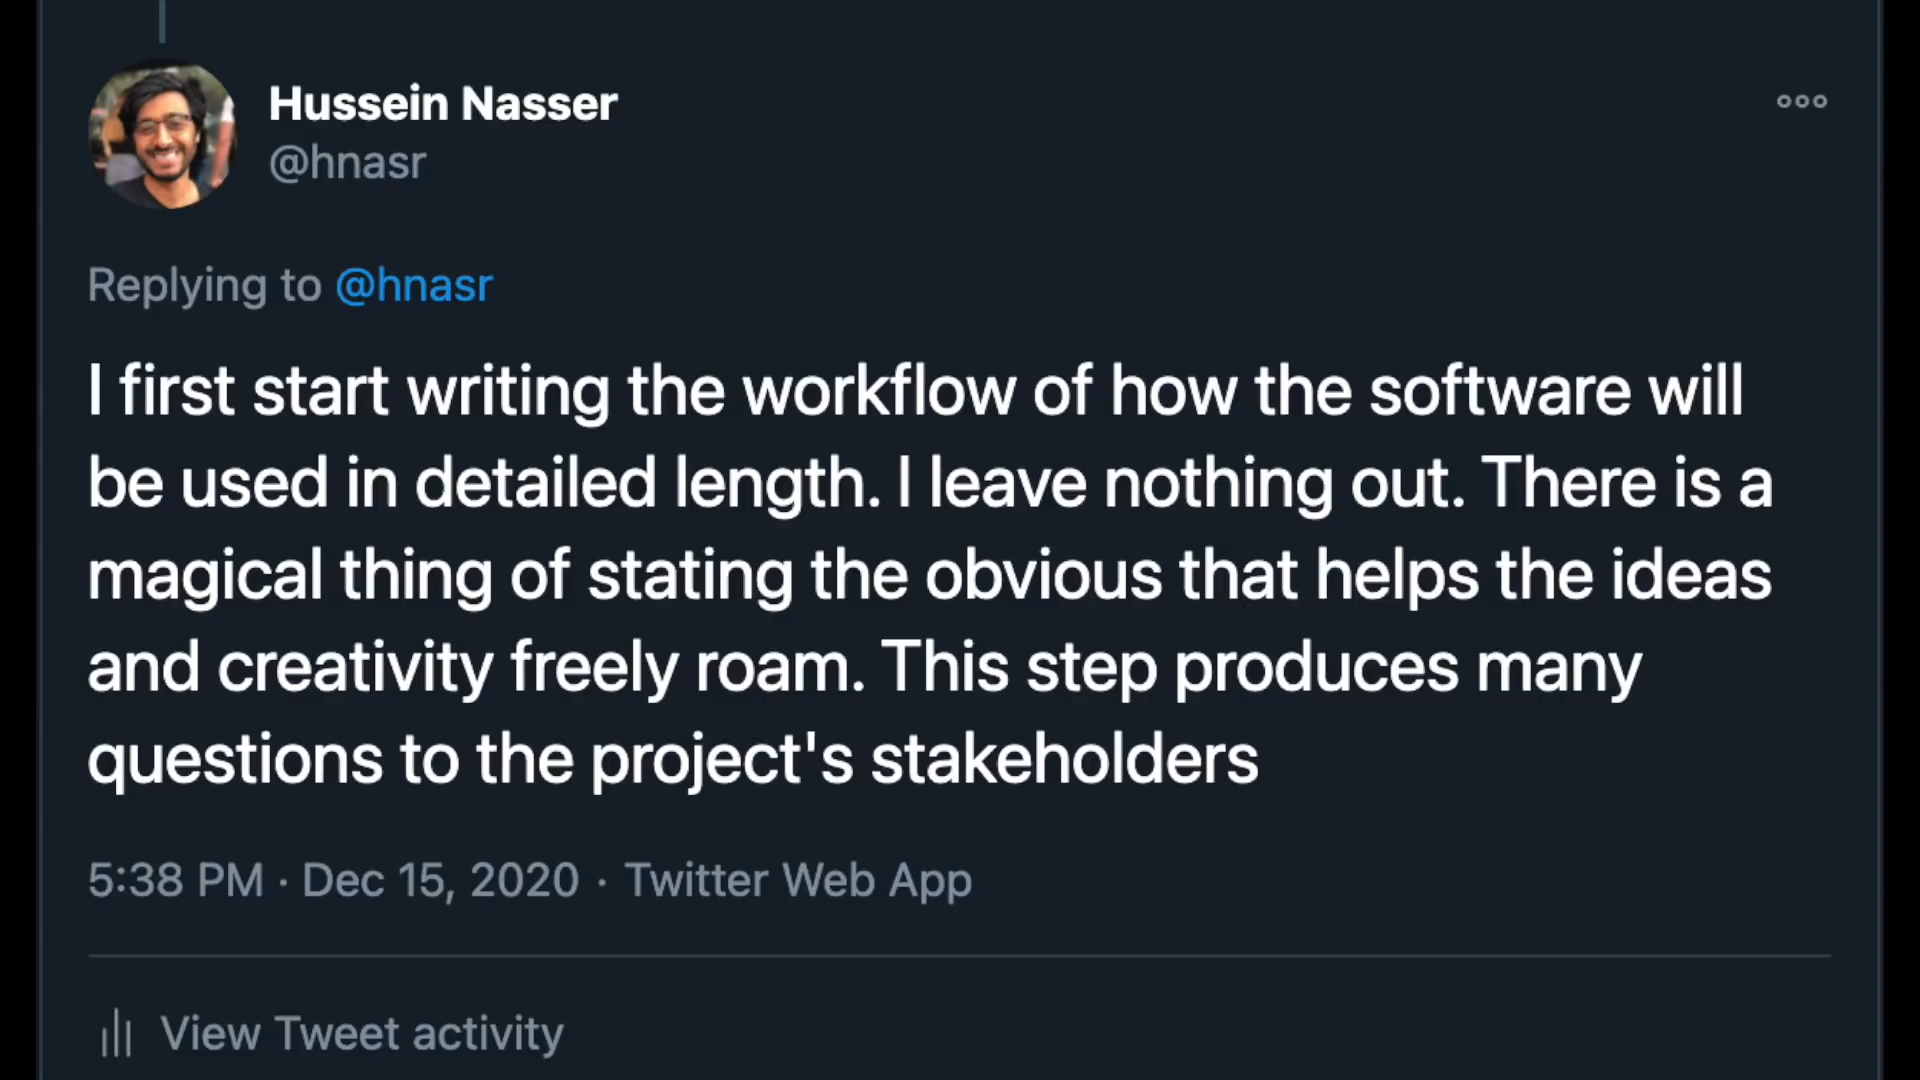 Hussein Nasser
@hnasr
Replying to @hnasr
I first start writing the workflow of how the software will
be used in detailed length. I leave nothing out. There is a
magical thing of stating the obvious that helps the ideas
and creativity freely roam. This step produces many
questions to the project's stakeholders
5:38 PM · Dec 15, 2020 · Twitter Web App
View Tweet activity